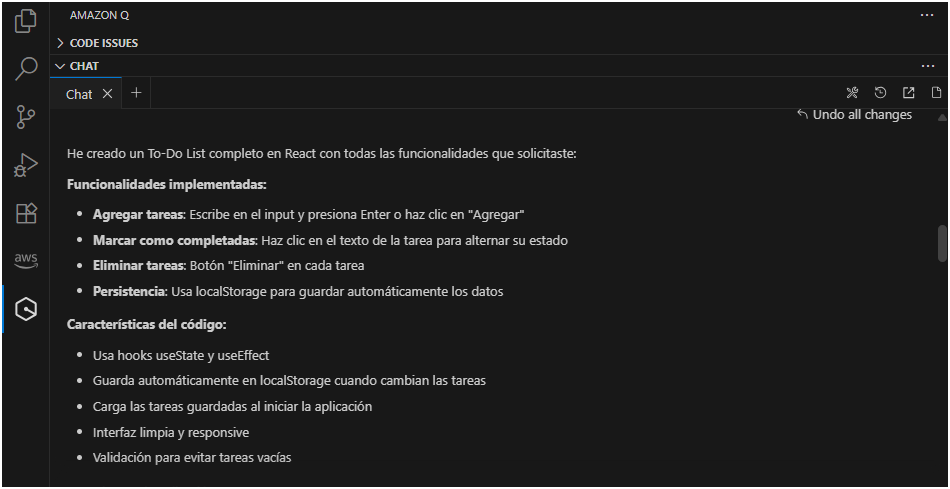 AMAZON Q
CODE ISSUES
CHAT
Chat
Undo all changes
He creado un To-Do List completo en React con todas las funcionalidades que solicitaste:
Funcionalidades implementadas:
• Agregar tareas: Escribe en el input y presiona Enter o haz clic en "Agregar"
• Marcar como completadas: Haz clic en el texto de la tarea para alternar su estado
• Eliminar tareas: Botón "Eliminar" en cada tarea
• Persistencia: Usa localStorage para guardar automáticamente los datos
Características del código:
• Usa hooks useState y useEffect
• Guarda automáticamente en localStorage cuando cambian las tareas
• Carga las tareas guardadas al iniciar la aplicación
• Interfaz limpia y responsive
• Validación para evitar tareas vacías
aws